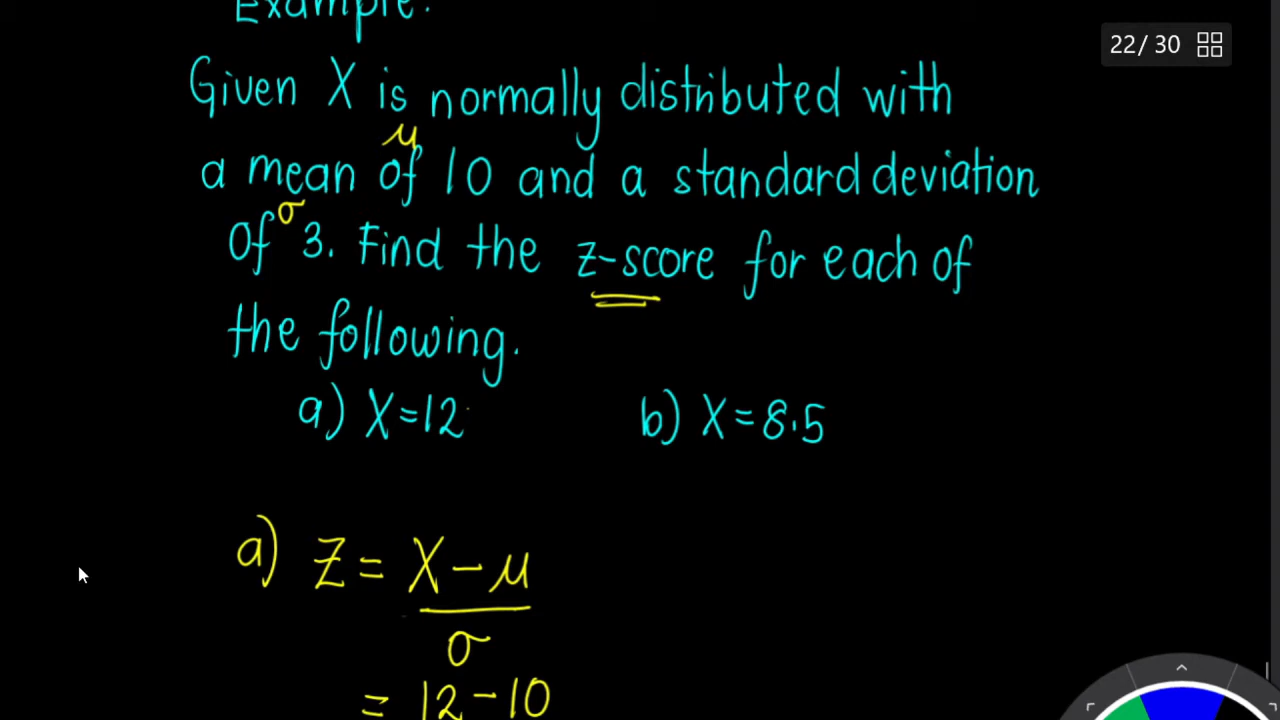 Example:
22/30
Given X is normally distributed with
μ
a mean of 10 and a standard deviation
σ
of 3. Find the z-score for each of
the following.
a) X=12 b) X=8.5
a) Z = X-μ
σ
= 12-10